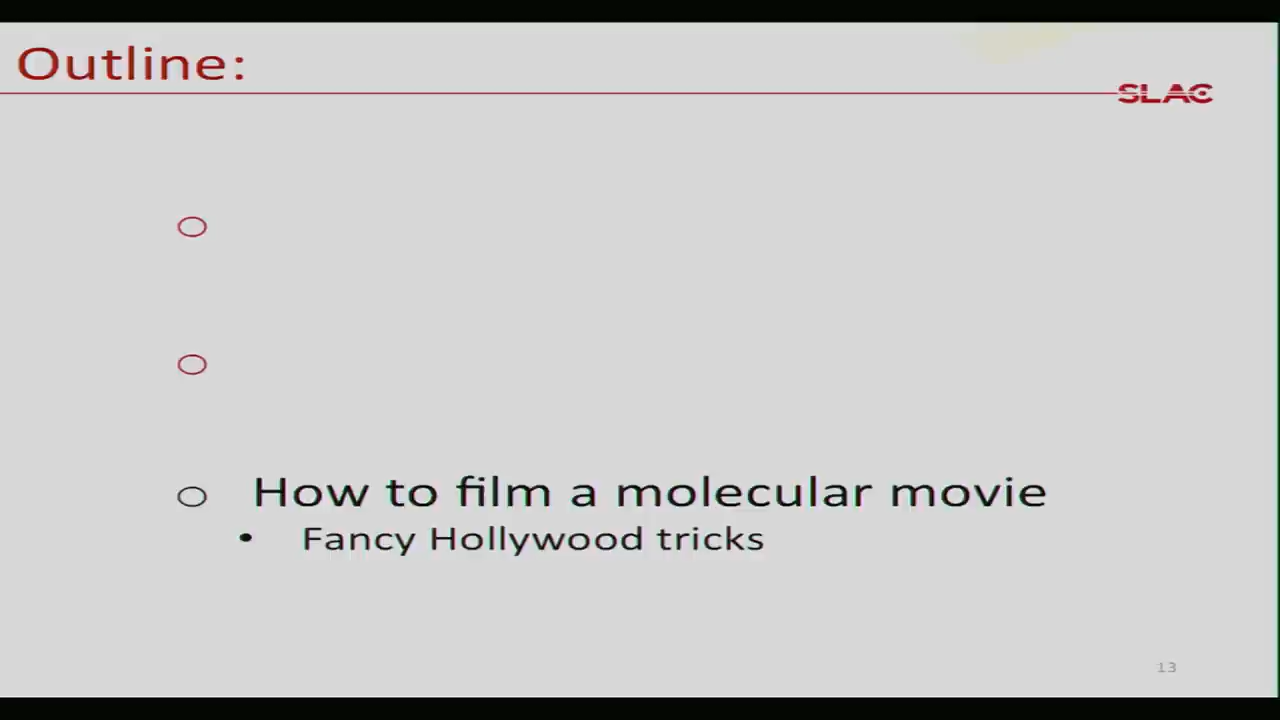 Outline:
SLAC
How to film a molecular movie
• Fancy Hollywood tricks
13